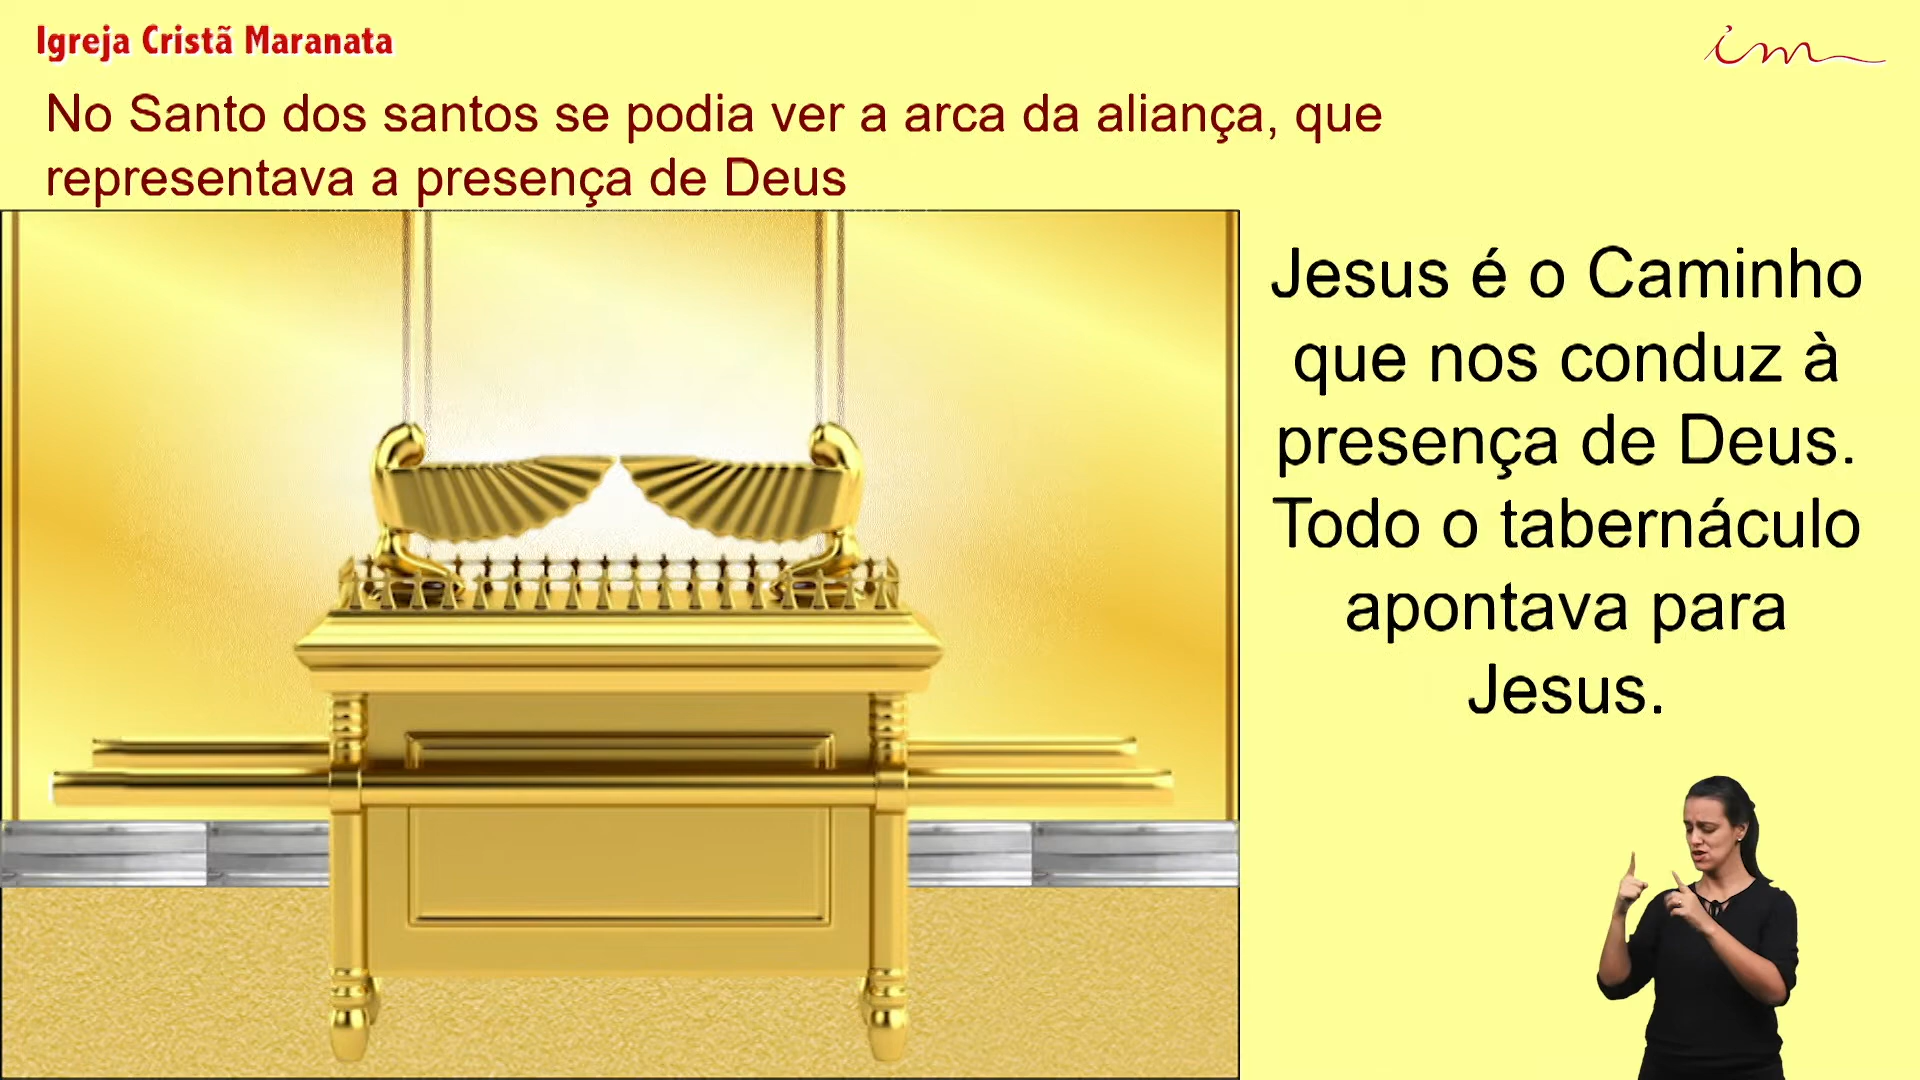 Igreja Cristã Maranata
im
No Santo dos santos se podia ver a arca da aliança, que
representava a presença de Deus
Jesus é o Caminho
que nos conduz à
presença de Deus.
Todo o tabernáculo
apontava para
Jesus.